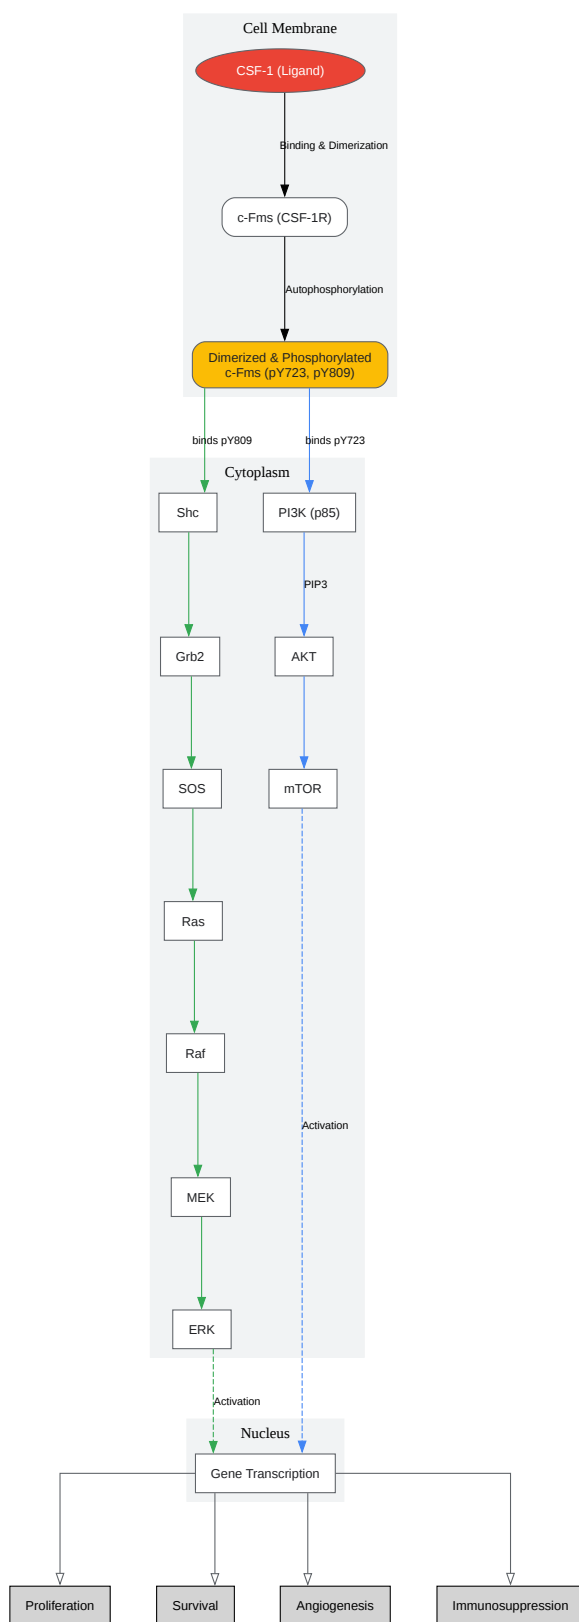 Cell Membrane
CSF-1 (Ligand)
Binding & Dimerization
c-Fms (CSF-1R)
Autophosphorylation
Dimerized & Phosphorylated
c-Fms (pY723, pY809)
binds pY809
binds pY723
Cytoplasm
Shc
PI3K (p85)
PIP3
Grb2
AKT
SOS
mTOR
Ras
Raf
Activation
MEK
ERK
Activation
Nucleus
Gene Transcription
Proliferation
Survival
Angiogenesis
Immunosuppression